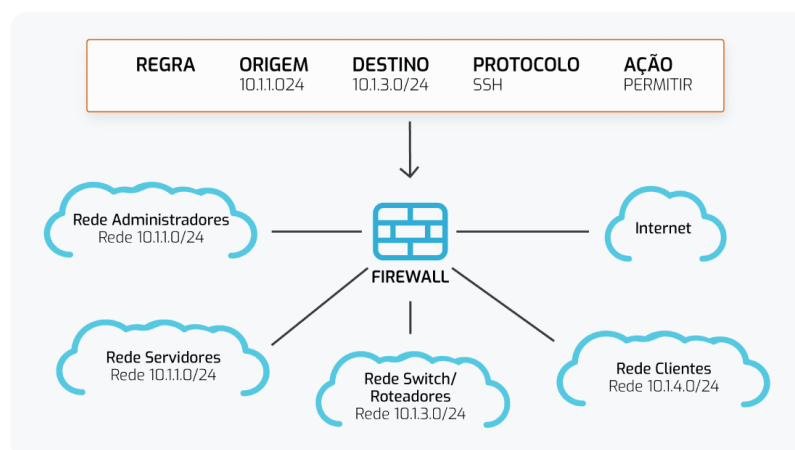 REGRA ORIGEM DESTINO PROTOCOLO AÇÃO
10.1.1.024 10.1.3.0/24 SSH PERMITIR
Rede Administradores
Rede 10.1.1.0/24
Internet
FIREWALL
Rede Servidores
Rede 10.1.1.0/24
Rede Switch/
Roteadores
Rede 10.1.3.0/24
Rede Clientes
Rede 10.1.4.0/24